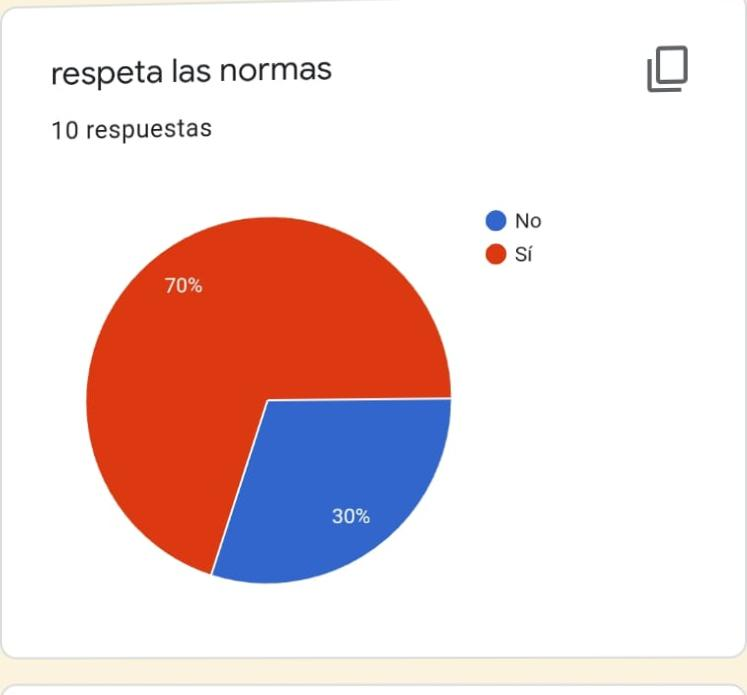 respeta las normas
10 respuestas
No
Sí
70%
30%